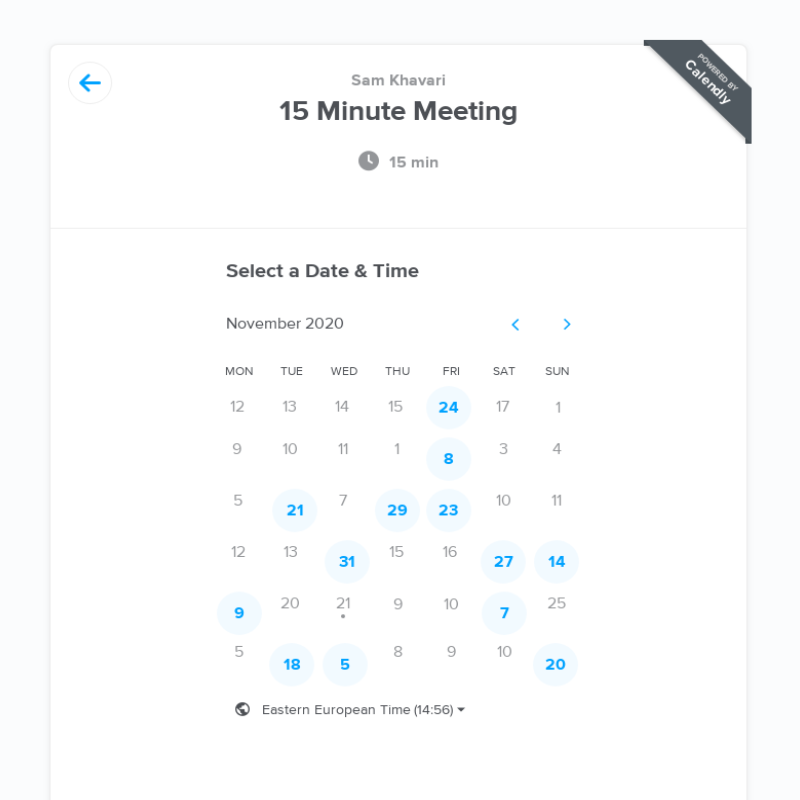 POWERED BY
Calendly
Sam Khavari
15 Minute Meeting
15 min
Select a Date & Time
November 2020
MON TUE WED THU FRI SAT SUN
12 13 14 15 24 17 1
9 10 11 1 8 3 4
5 21 7 29 23 10 11
12 13 31 15 16 27 14
9 20 21 9 10 7 25
5 18 5 8 9 10 20
Eastern European Time (14:56)